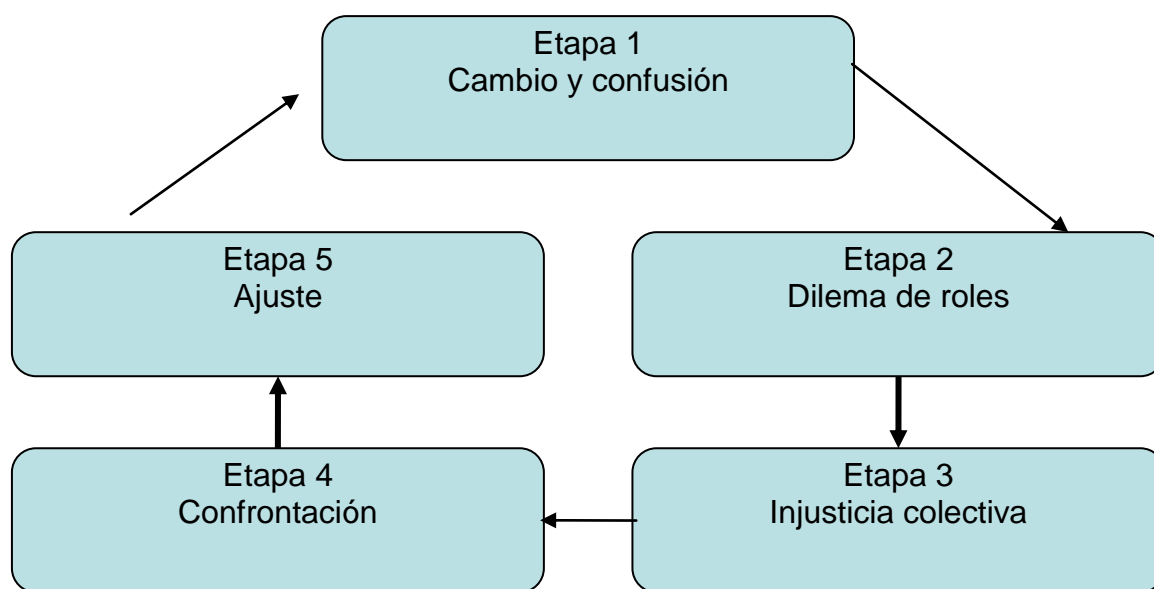 Etapa 1
Cambio y confusión
Etapa 5
Ajuste
Etapa 2
Dilema de roles
Etapa 4
Confrontación
Etapa 3
Injusticia colectiva